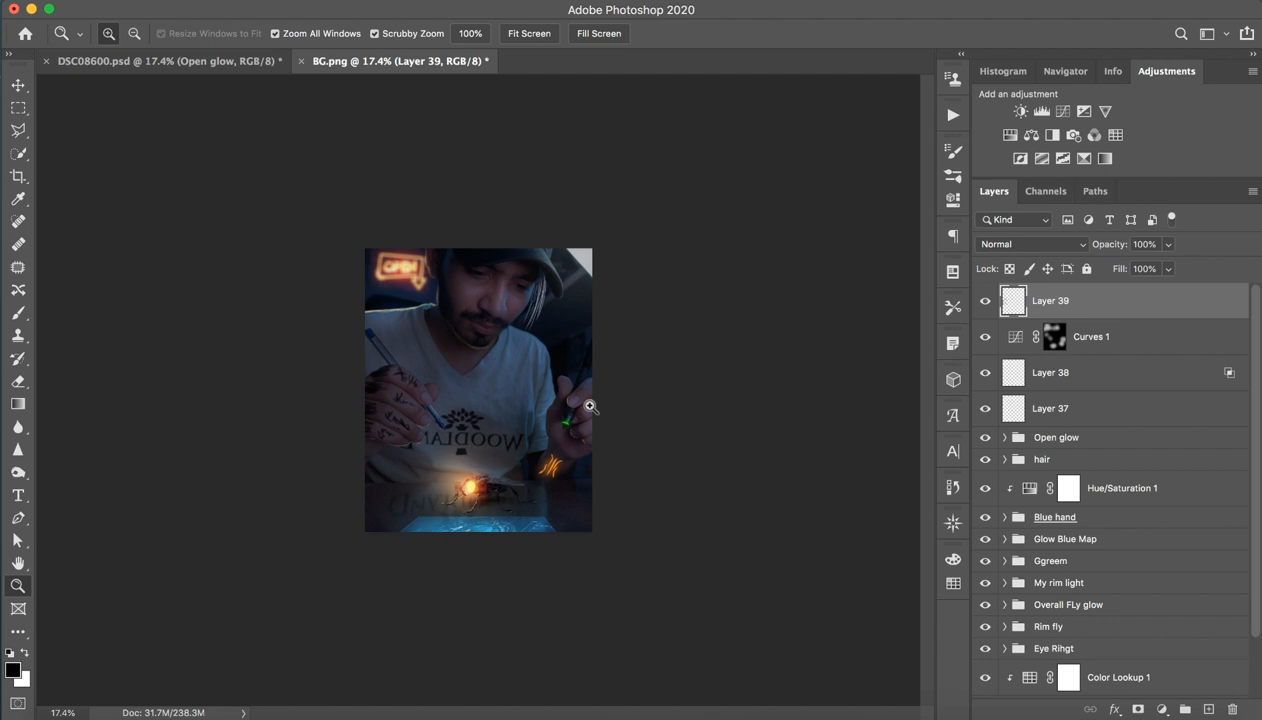 Adobe Photoshop 2020
Resize Windows to Fit Zoom All Windows Scrubby Zoom 100% Fit Screen Fill Screen
DSC08600.psd @ 17.4% (Open glow, RGB/8) *
BG.png @ 17.4% (Layer 39, RGB/8) *
Histogram Navigator Info Adjustments
Add an adjustment
Layers Channels Paths
Kind
Normal Opacity: 100%
Lock: Fill: 100%
Layer 39
Curves 1
Layer 38
Layer 37
Open glow
hair
Hue/Saturation 1
Blue hand
Glow Blue Map
Ggreem
My rim light
Overall FLy glow
Rim fly
Eye Rihgt
Color Lookup 1
OPEN
WOODLAND
17.4% Doc: 31.7M/238.3M